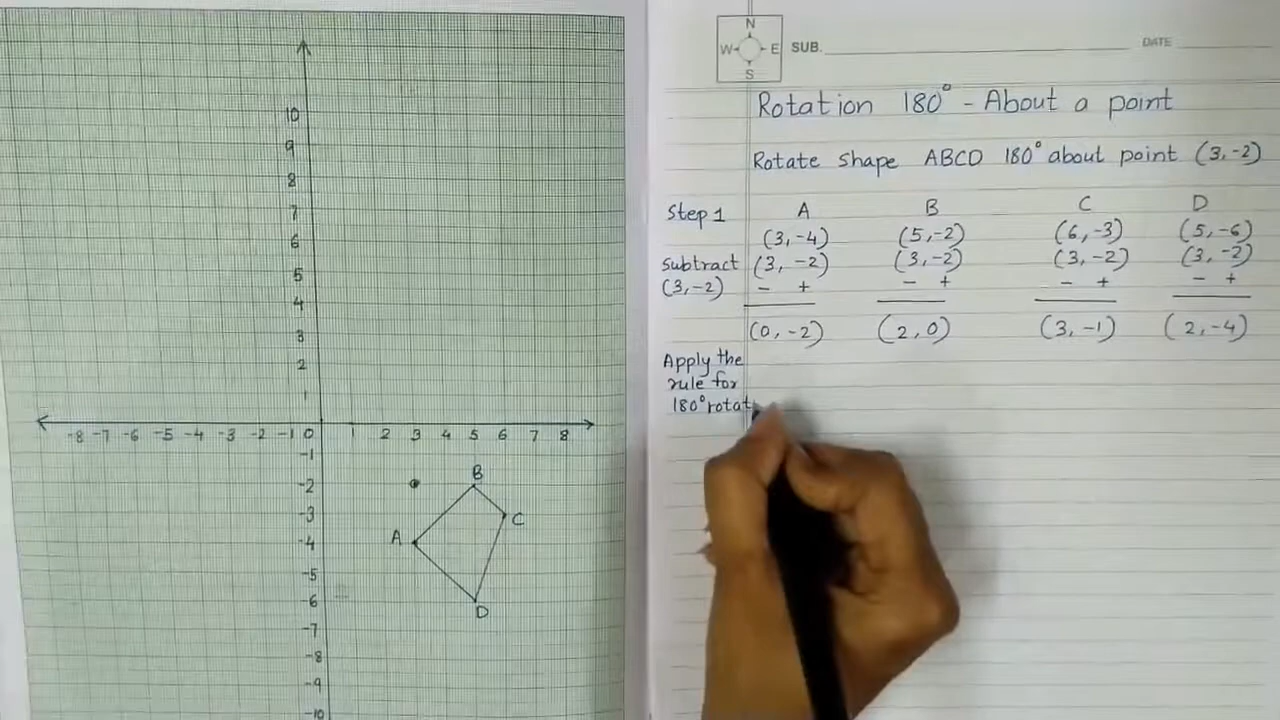 N
W E SUB. DATE
S
Rotation 180° - About a point
Rotate shape ABCD 180° about point (3,-2)
Step 1 A B C D
(3,-4) (5,-2) (6,-3) (5,-6)
Subtract (3,-2) (3,-2) (3,-2) (3,-2)
(3,-2) - + - + - + - +
(0,-2) (2,0) (3,-1) (2,-4)
Apply the
rule for
180° rotat
10
9
8
7
6
5
4
3
2
1
-8 -7 -6 -5 -4 -3 -2 -1 0 1 2 3 4 5 6 7 8
-1
-2 B
-3 C
-4 A
-5
-6 D
-7
-8
-9
-10